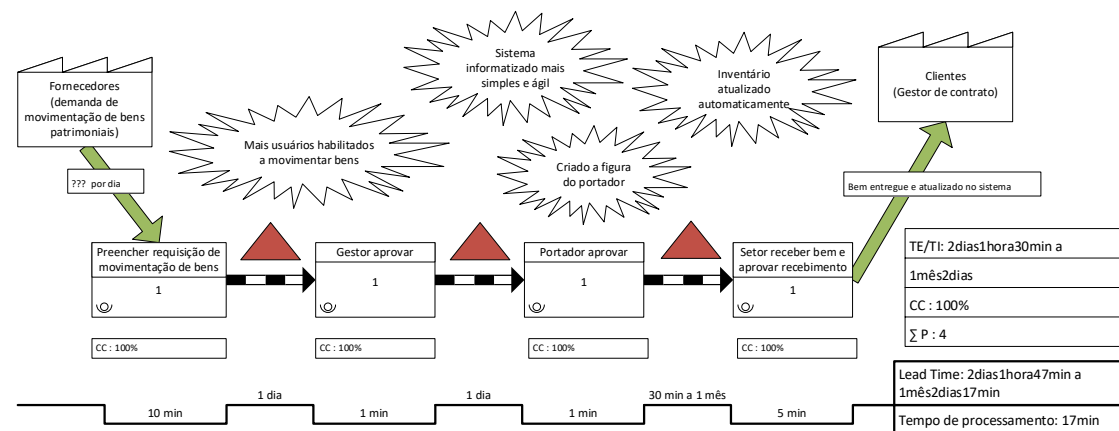 Fornecedores
(demanda de
movimentação de bens
patrimoniais)
Sistema
informatizado mais
simples e ágil
Inventário
atualizado
automaticamente
Clientes
(Gestor de contrato)
Mais usuários habilitados
a movimentar bens
Criado a figura
do portador
??? por dia
Bem entregue e atualizado no sistema
Preencher requisição de
movimentação de bens
1
CC : 100%
Gestor aprovar
1
CC : 100%
Portador aprovar
1
CC : 100%
Setor receber bem e
aprovar recebimento
1
CC : 100%
TE/TI: 2dias1hora30min a
1mês2dias
CC : 100%
∑ P : 4
10 min
1 dia
1 min
1 dia
1 min
30 min a 1 mês
5 min
Lead Time: 2dias1hora47min a
1mês2dias17min
Tempo de processamento: 17min